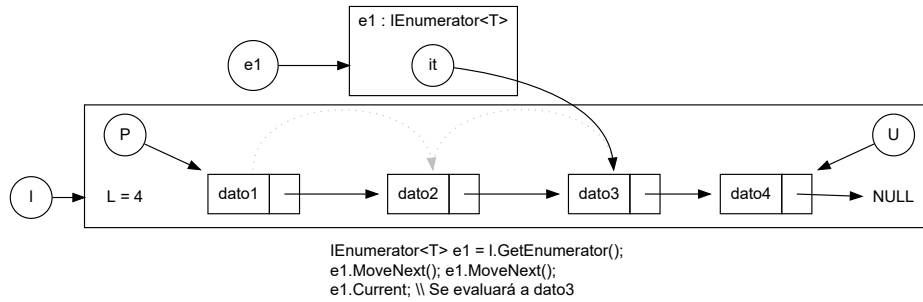 e1 : IEnumerator<T>
e1
it
P
U
l
L = 4
dato1
dato2
dato3
dato4
NULL
IEnumerator<T> e1 = l.GetEnumerator();
e1.MoveNext(); e1.MoveNext();
e1.Current; \\ Se evaluará a dato3